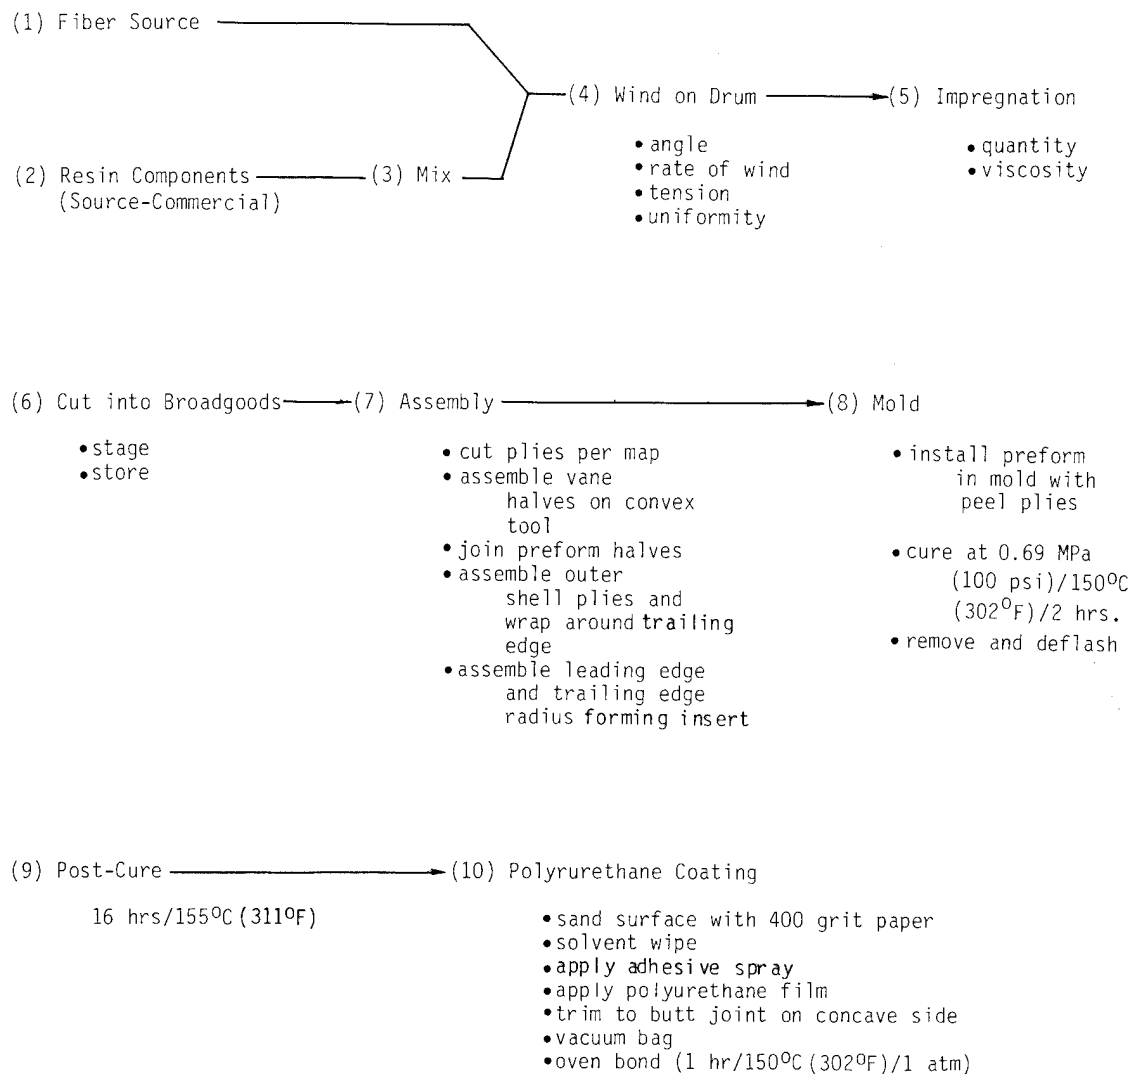 (1) Fiber Source
(4) Wind on Drum
(5) Impregnation
• angle
• rate of wind
• tension
• uniformity
• quantity
• viscosity
(2) Resin Components
(Source-Commercial)
(3) Mix
(6) Cut into Broadgoods
• stage
• store
(7) Assembly
• cut plies per map
• assemble vane
halves on convex
tool
• join preform halves
• assemble outer
shell plies and
wrap around trailing
edge
• assemble leading edge
and trailing edge
radius forming insert
(8) Mold
• install preform
in mold with
peel plies
• cure at 0.69 MPa
(100 psi)/150ºC
(302ºF)/2 hrs.
• remove and deflash
(9) Post-Cure
16 hrs/155ºC (311ºF)
(10) Polyrurethane Coating
• sand surface with 400 grit paper
• solvent wipe
• apply adhesive spray
• apply polyurethane film
• trim to butt joint on concave side
• vacuum bag
• oven bond (1 hr/150ºC (302ºF)/1 atm)